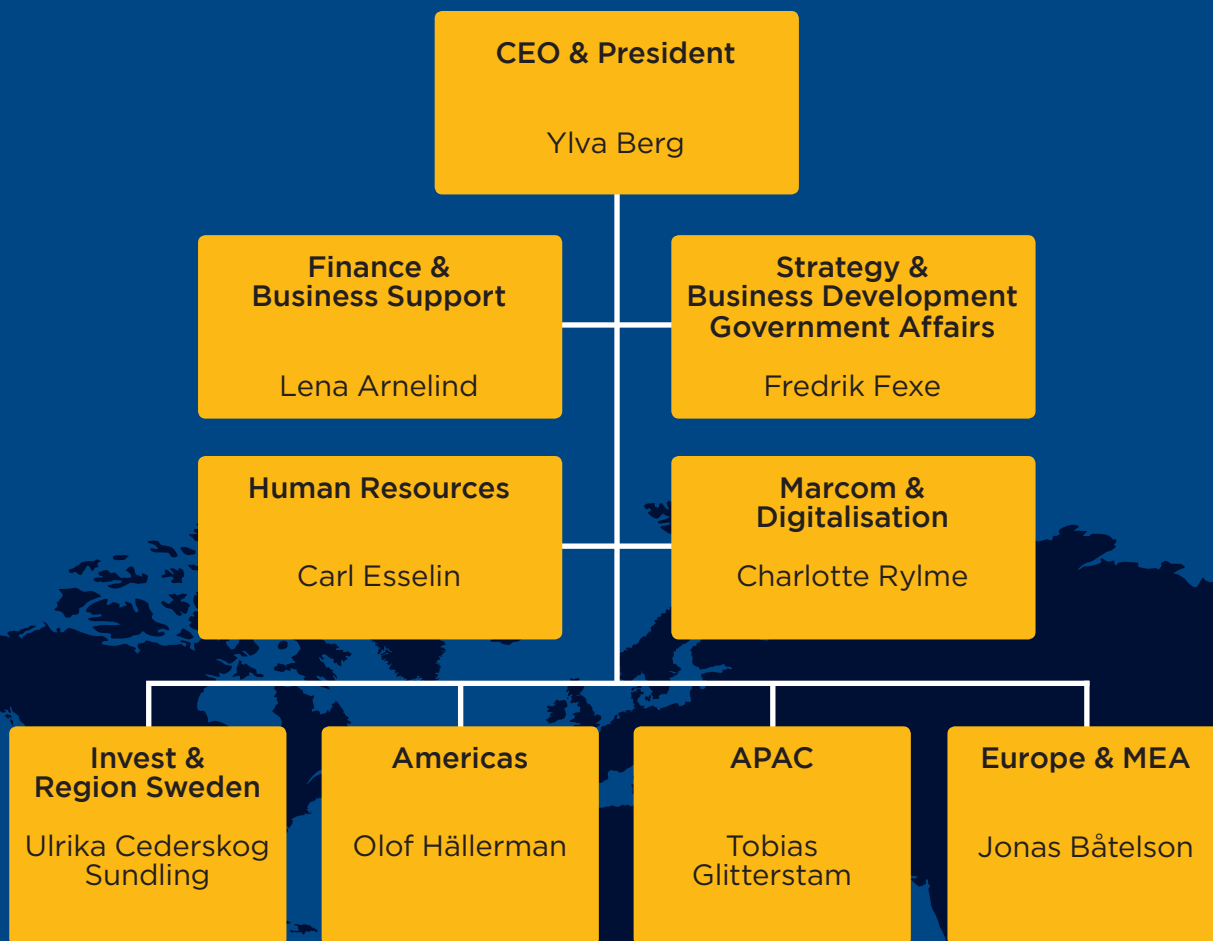 CEO & President
Ylva Berg
Finance &
Business Support
Lena Arnelind
Strategy &
Business Development
Government Affairs
Fredrik Fexe
Human Resources
Carl Esselin
Marcom &
Digitalisation
Charlotte Rylme
Invest &
Region Sweden
Ulrika Cederskog
Sundling
Americas
Olof Hällerman
APAC
Tobias
Glitterstam
Europe & MEA
Jonas Båtelson